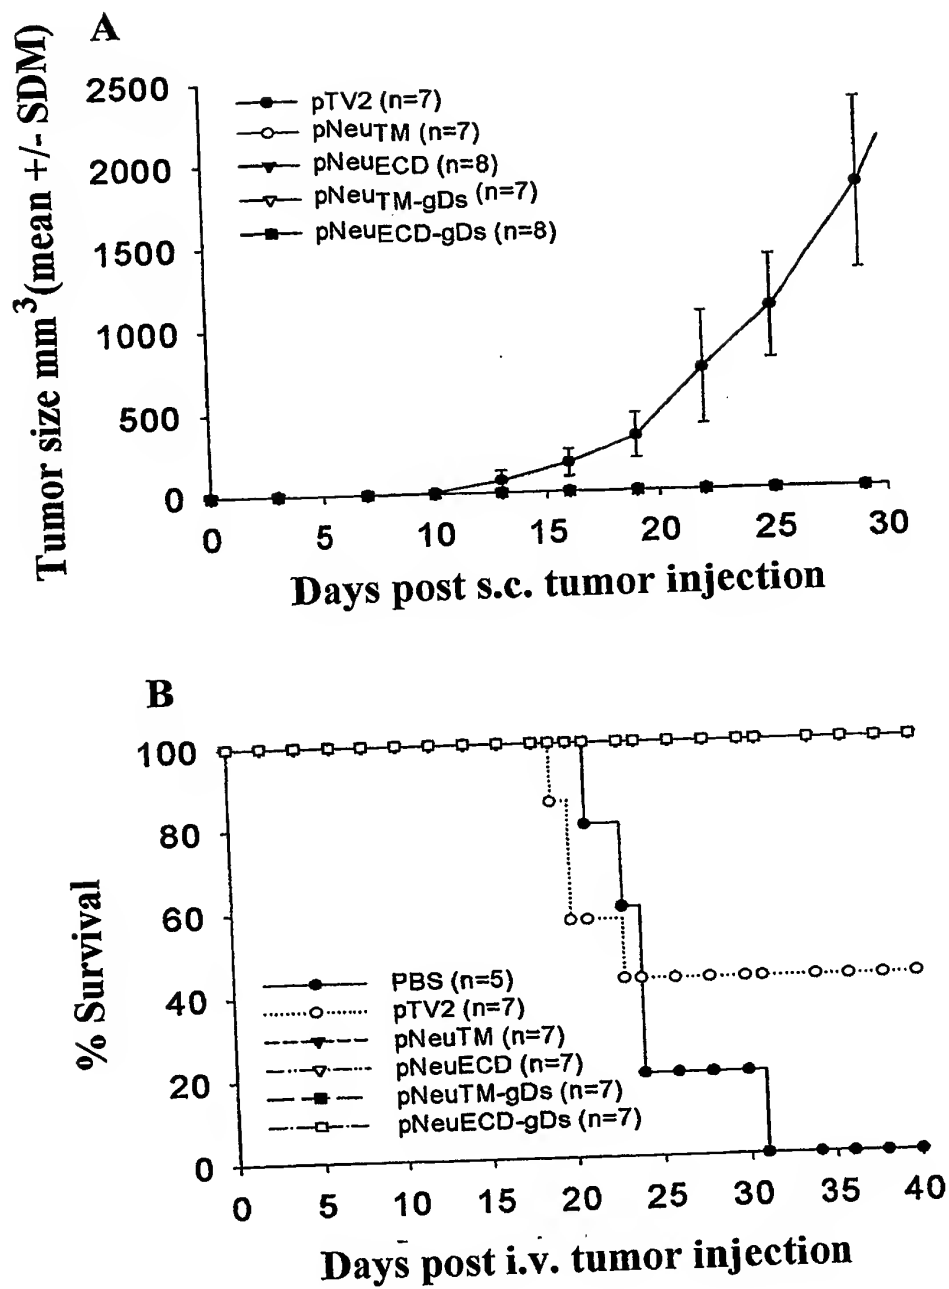 A
Tumor size mm3 (mean +/- SDM)
2500
2000
1500
1000
500
0
pTV2 (n=7)
pNeuTM (n=7)
pNeuECD (n=8)
pNeuTM-gDs (n=7)
pNeuECD-gDs (n=8)
0 5 10 15 20 25 30
Days post s.c. tumor injection
B
% Survival
100
80
60
40
20
0
PBS (n=5)
pTV2 (n=7)
pNeuTM (n=7)
pNeuECD (n=7)
pNeuTM-gDs (n=7)
pNeuECD-gDs (n=7)
0 5 10 15 20 25 30 35 40
Days post i.v. tumor injection